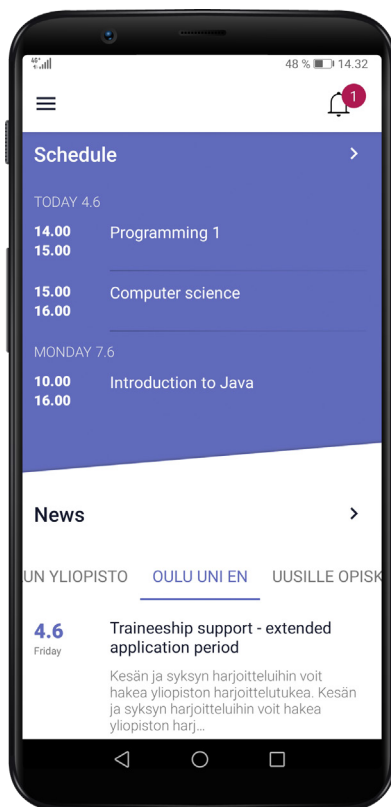 4G+
48 % 14.32
1
Schedule
TODAY 4.6
14.00 Programming 1
15.00
15.00 Computer science
16.00
MONDAY 7.6
10.00 Introduction to Java
16.00
News
UN YLIOPISTO OULU UNI EN UUSILLE OPISK
4.6 Traineeship support - extended
Friday application period
Kesän ja syksyn harjoitteluihin voit
hakea yliopiston harjoittelutukea. Kesän
ja syksyn harjoitteluihin voit hakea
yliopiston harj...